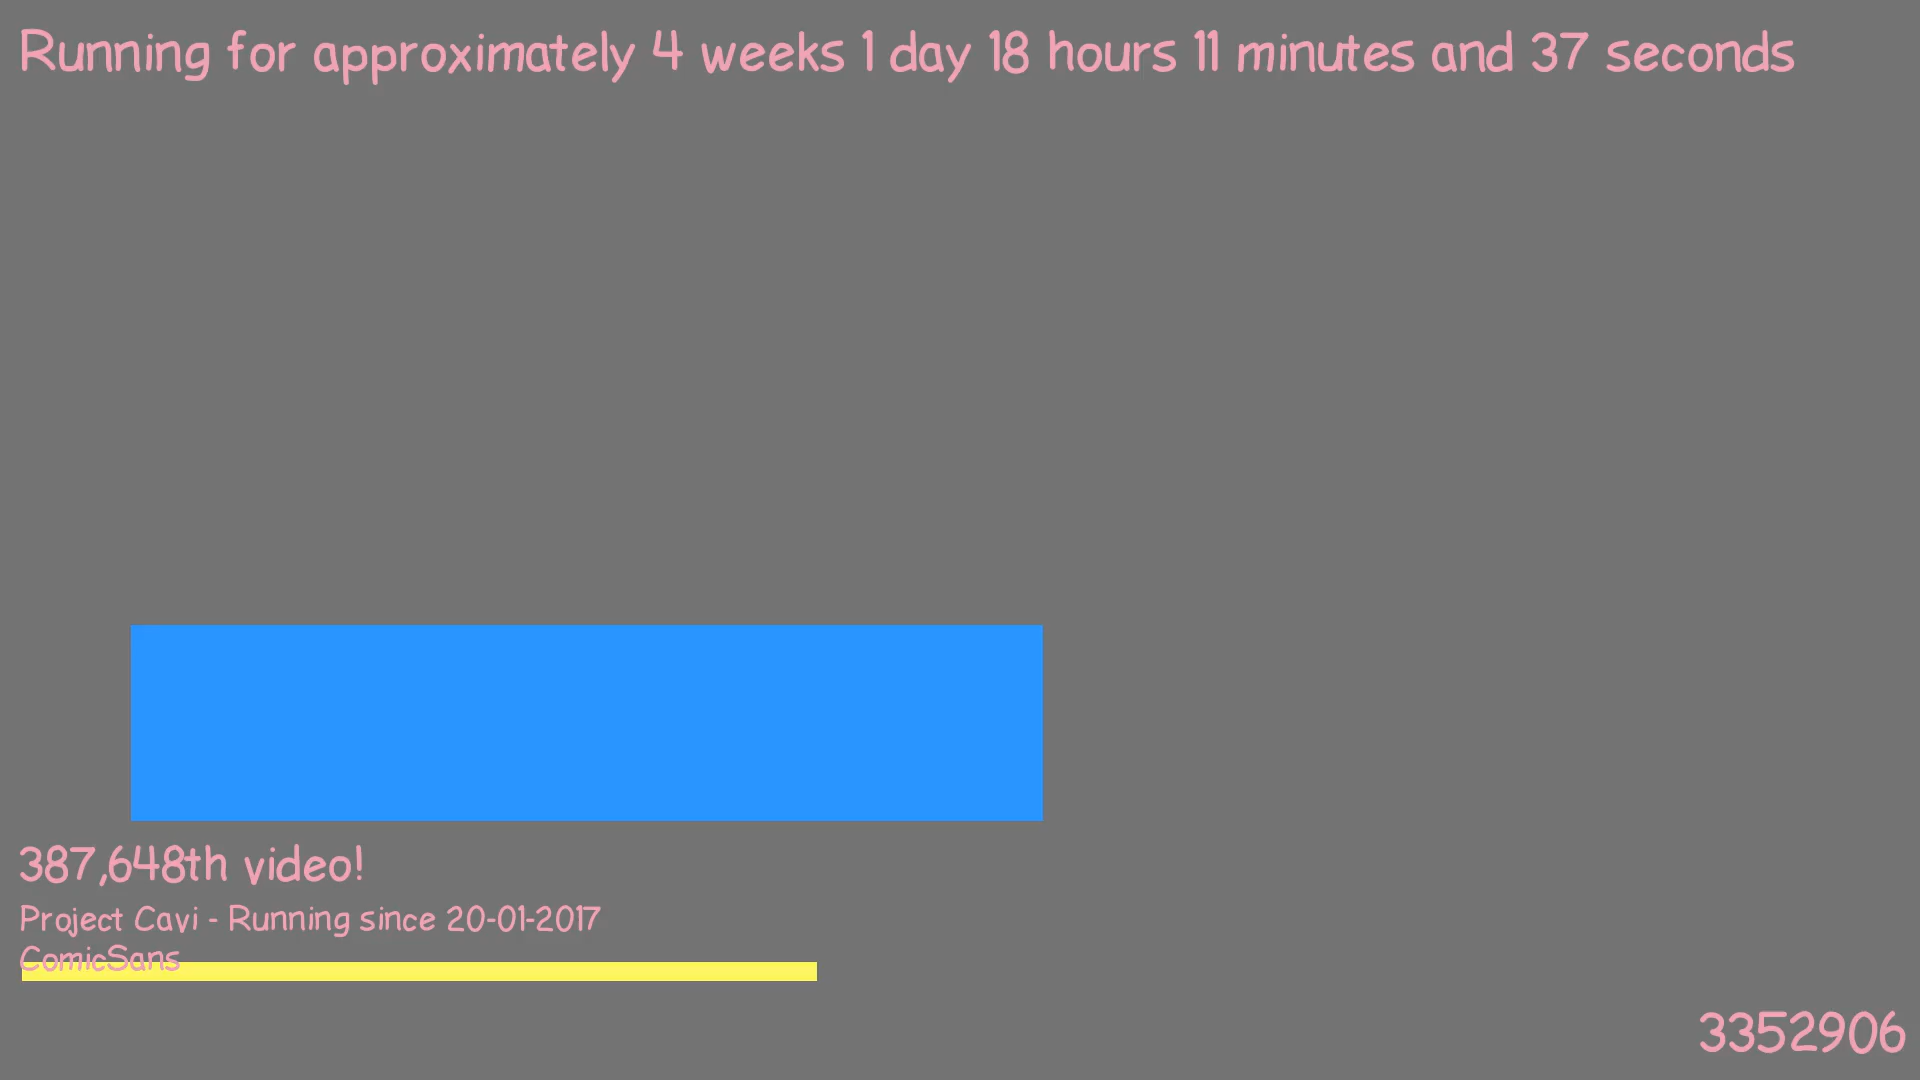 Running for approximately 4 weeks 1 day 18 hours 11 minutes and 37 seconds
387,648th video!
Project Cavi - Running since 20-01-2017
ComicSans
3352906